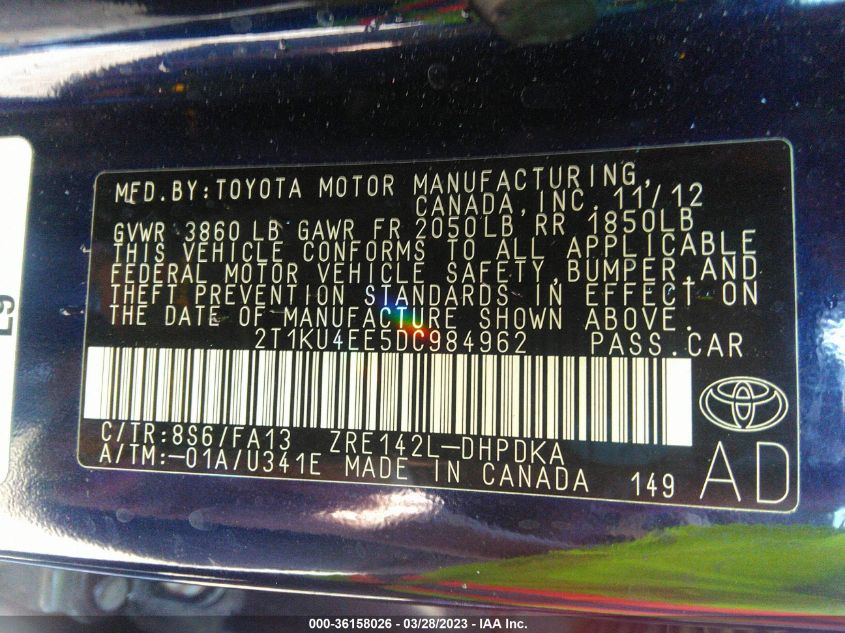 MFD.BY:TOYOTA MOTOR MANUFACTURING,
CANADA,INC. 11/12
GVWR 3860 LB GAWR FR 2050LB RR 1850LB
THIS VEHICLE CONFORMS TO ALL APPLICABLE
FEDERAL MOTOR VEHICLE SAFETY,BUMPER,AND
THEFT PREVENTION STANDARDS IN EFFECT ON
THE DATE OF MANUFACTURE SHOWN ABOVE.
2T1KU4EE5DC984962 PASS.CAR
C/TR:8S6/FA13 ZRE142L-DHPDKA
A/TM:-01A/U341E MADE IN CANADA 149
AD
000-36158026 / 03/28/2023 - IAA Inc.